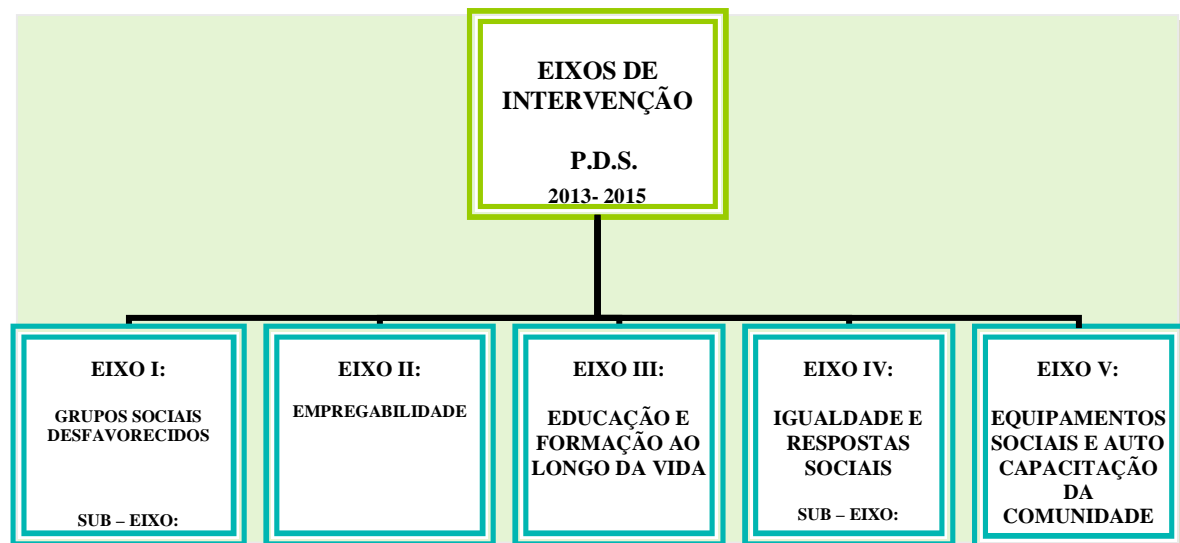 EIXOS DE
INTERVENÇÃO
P.D.S.
2013- 2015
EIXO I:
GRUPOS SOCIAIS
DESFAVORECIDOS
SUB – EIXO:
EIXO II:
EMPREGABILIDADE
EIXO III:
EDUCAÇÃO E
FORMAÇÃO AO
LONGO DA VIDA
EIXO IV:
IGUALDADE E
RESPOSTAS
SOCIAIS
SUB – EIXO:
EIXO V:
EQUIPAMENTOS
SOCIAIS E AUTO
CAPACITAÇÃO
DA
COMUNIDADE